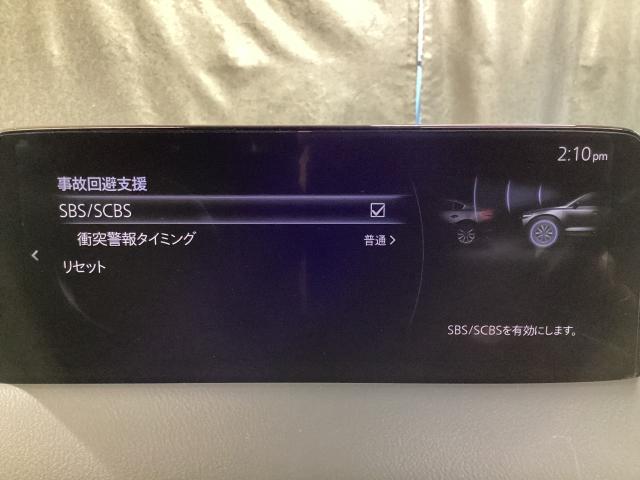 2:10pm
事故回避支援
SBS/SCBS
衝突警報タイミング 普通
リセット
SBS/SCBSを有効にします。